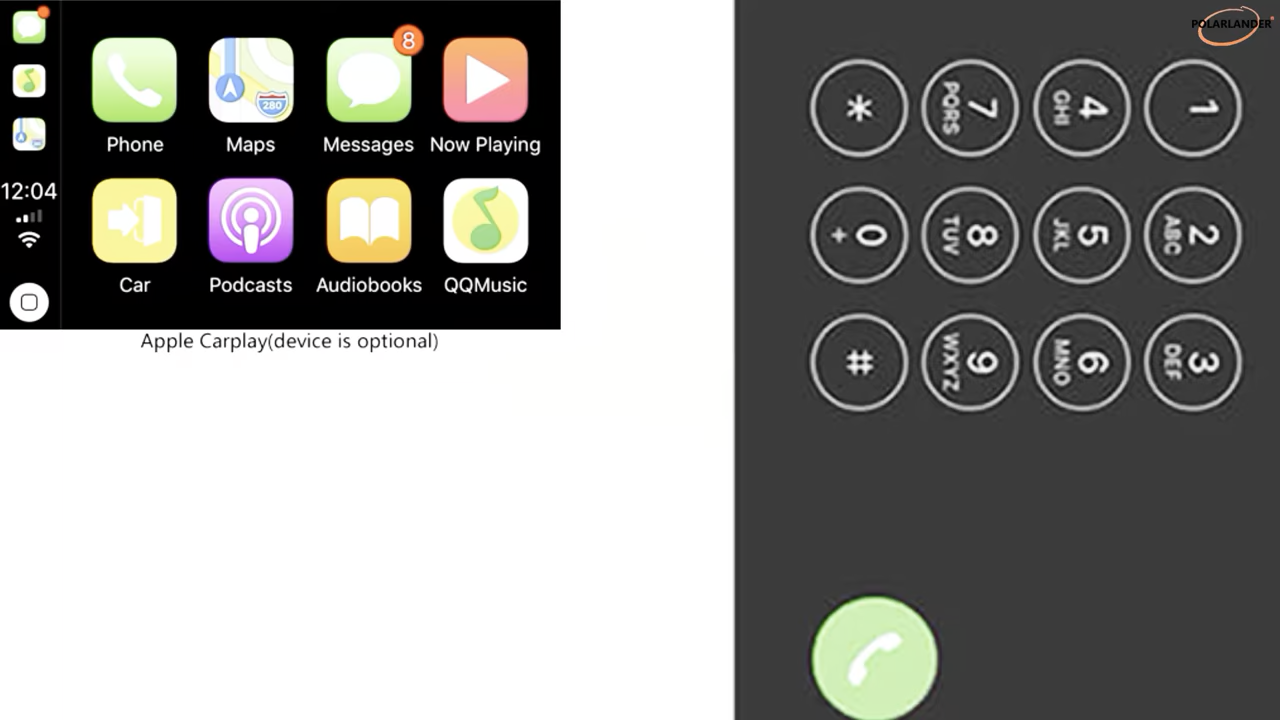 8
Phone Maps Messages Now Playing
280
12:04
Car Podcasts Audiobooks QQMusic
Apple Carplay(device is optional)
POLARLANDER
1
2 ABC
3 DEF
4 GHI
5 JKL
6 MNO
7 PQRS
8 TUV
9 WXYZ
*
0 +
#